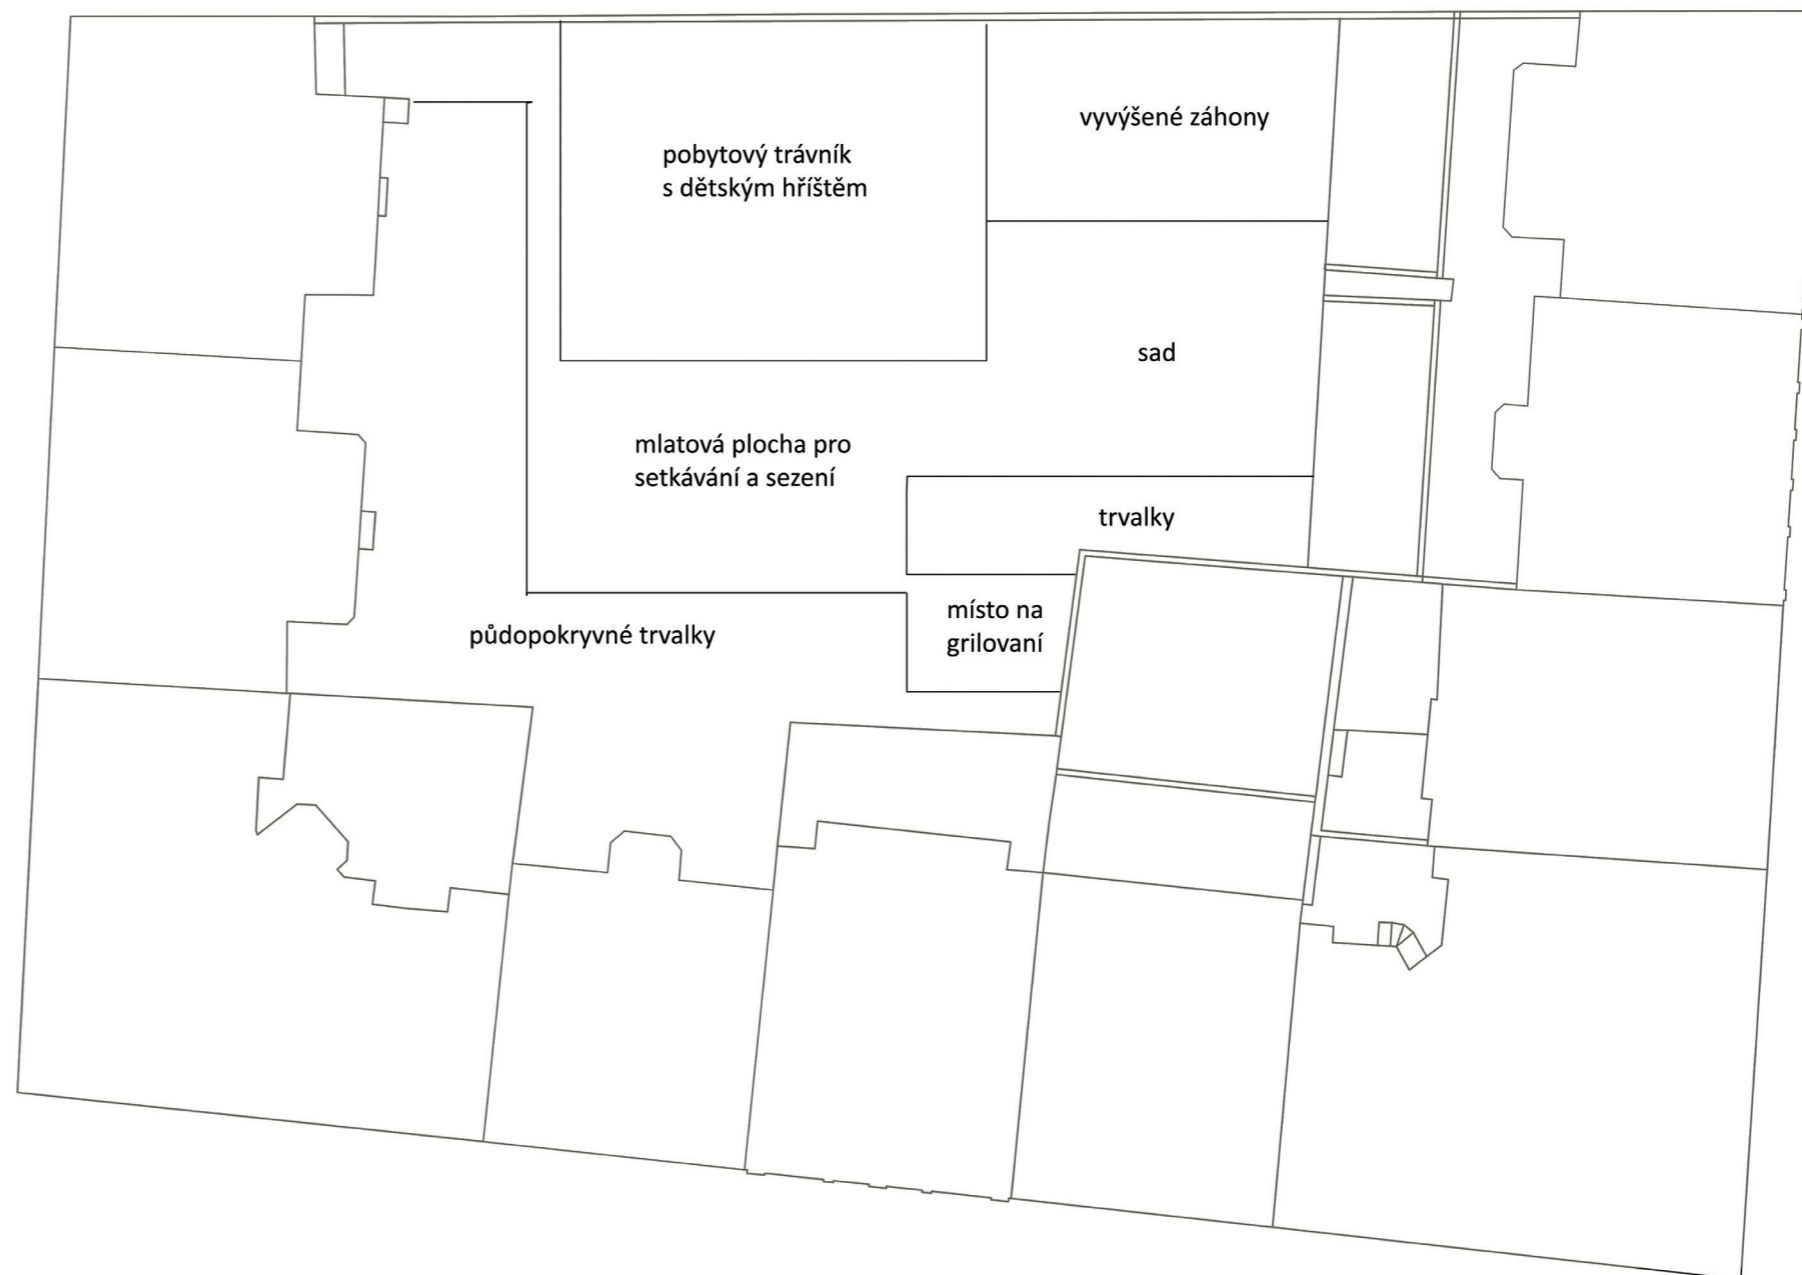 vyvýšené záhony
pobytový trávník
s dětským hříštěm
sad
mlatová plocha pro
setkávání a sezení
trvalky
místo na
grilovaní
půdopokryvné trvalky